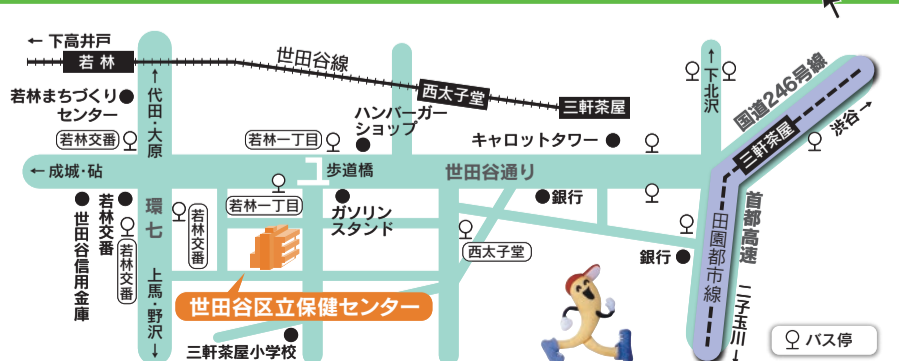 ← 下高井戸
若林
世田谷線
西太子堂
三軒茶屋
若林まちづくり
センター
若林交番
← 代田・大原
若林一丁目
ハンバーガー
ショップ
キャロットタワー
← 下北沢
国道246号線
三軒茶屋
渋谷 →
← 成城・砧
歩道橋
世田谷通り
世田谷信用金庫
若林交番
若林交番
環七
若林交番
若林一丁目
ガソリン
スタンド
銀行
西太子堂
銀行
田園都市線
首都高速
二子玉川 →
上馬・野沢 →
世田谷区立保健センター
三軒茶屋小学校
バス停